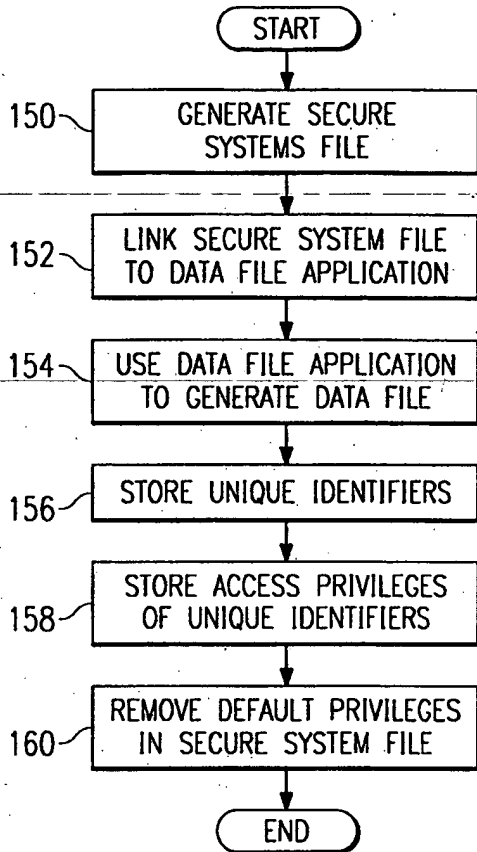 START
150
GENERATE SECURE
SYSTEMS FILE
152
LINK SECURE SYSTEM FILE
TO DATA FILE APPLICATION
154
USE DATA FILE APPLICATION
TO GENERATE DATA FILE
156
STORE UNIQUE IDENTIFIERS
158
STORE ACCESS PRIVILEGES
OF UNIQUE IDENTIFIERS
160
REMOVE DEFAULT PRIVILEGES
IN SECURE SYSTEM FILE
END